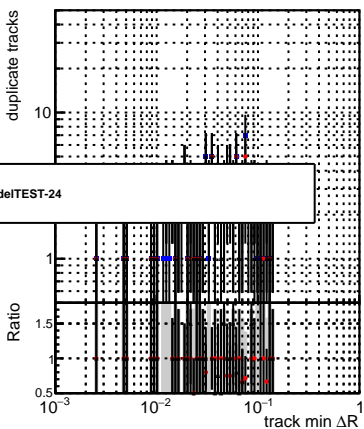 duplicate tracks
10
delTEST-24
1
Ratio
1.5
1
0.5
10⁻³
10⁻²
10⁻¹
1
track min ΔR